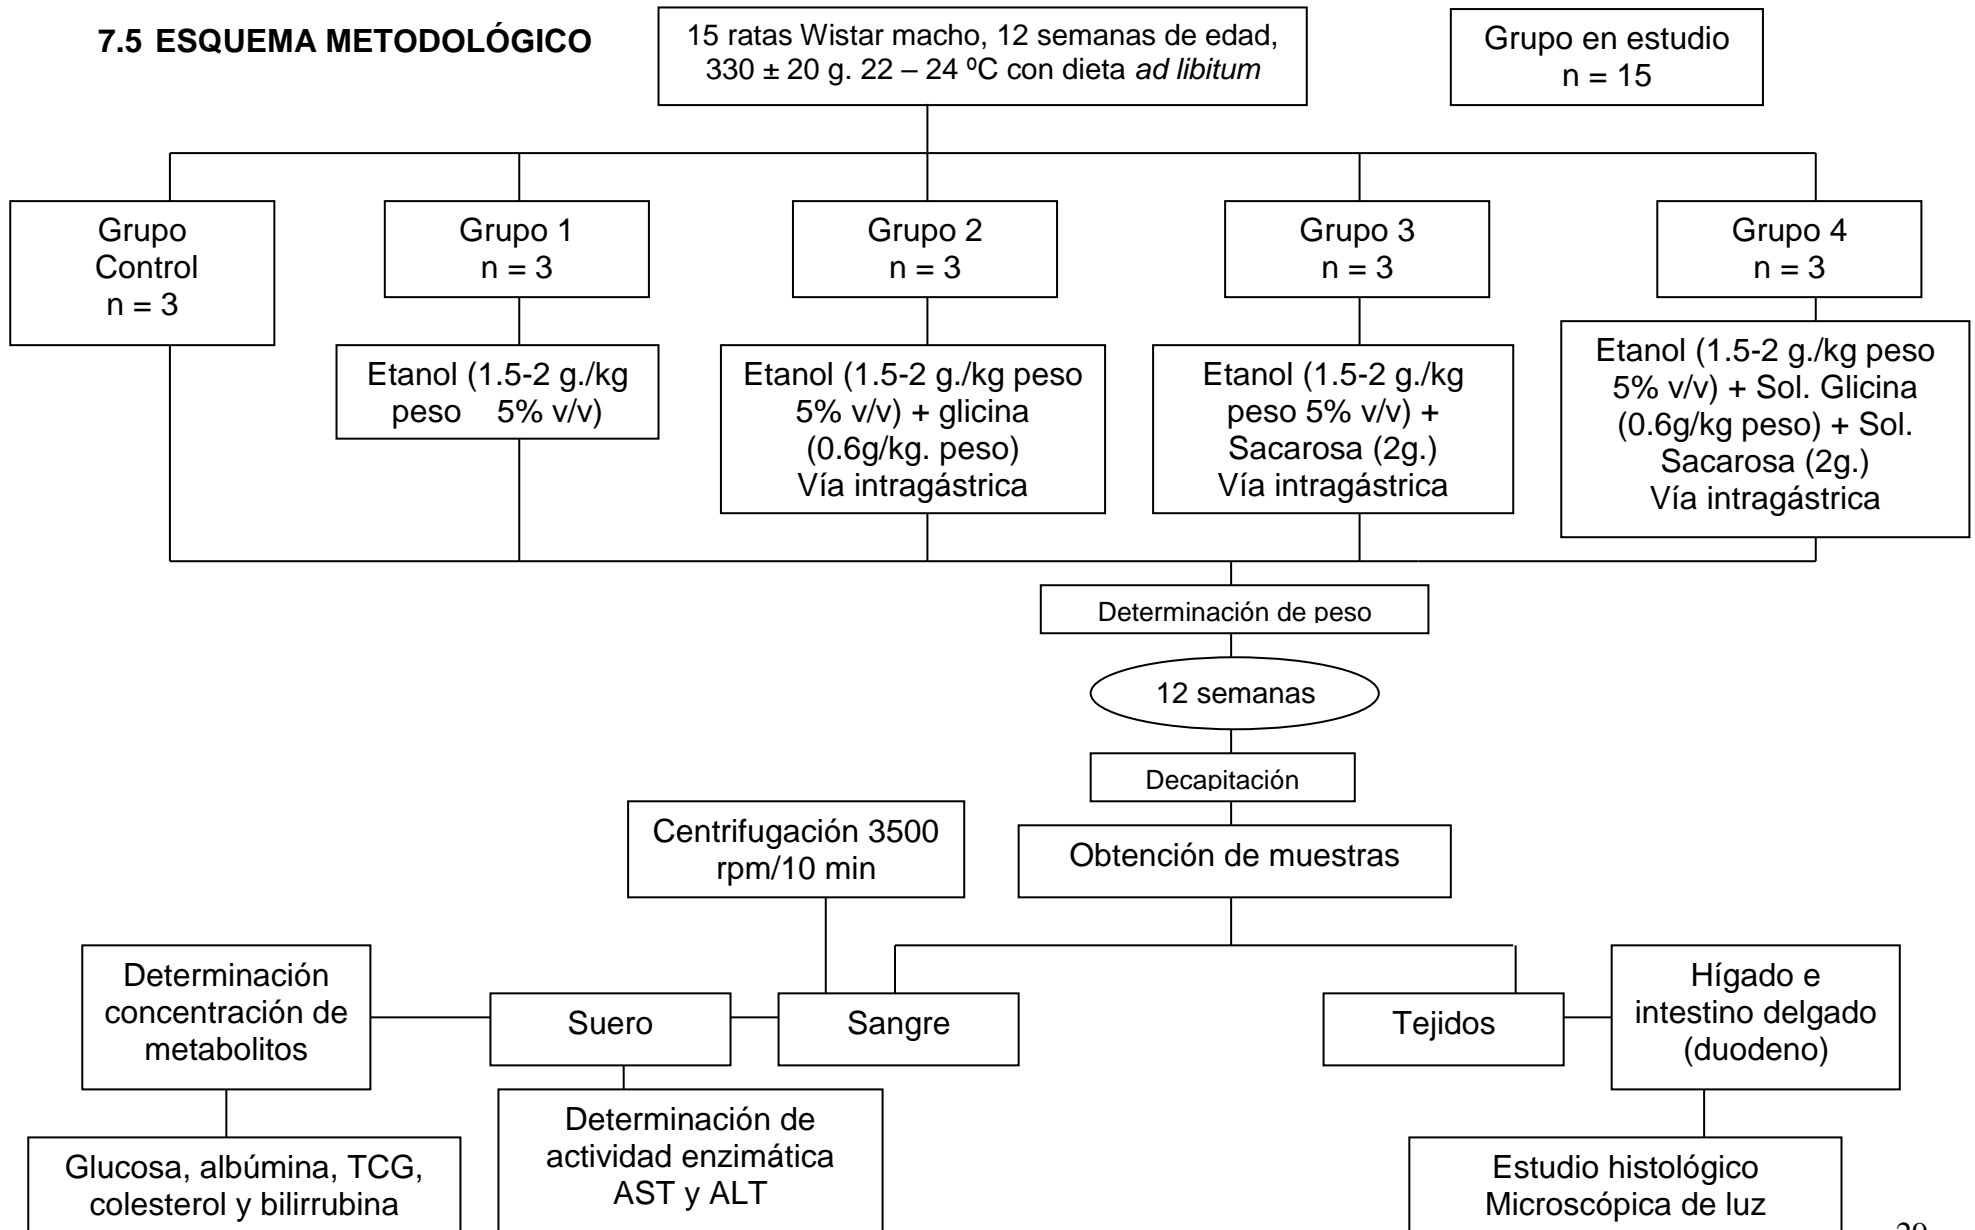 7.5 ESQUEMA METODOLÓGICO
15 ratas Wistar macho, 12 semanas de edad,
330 ± 20 g. 22 – 24 ºC con dieta ad libitum
Grupo en estudio
n = 15
Grupo
Control
n = 3
Grupo 1
n = 3
Grupo 2
n = 3
Grupo 3
n = 3
Grupo 4
n = 3
Etanol (1.5-2 g./kg
peso 5% v/v)
Etanol (1.5-2 g./kg peso
5% v/v) + glicina
(0.6g/kg. peso)
Vía intragástrica
Etanol (1.5-2 g./kg
peso 5% v/v) +
Sacarosa (2g.)
Vía intragástrica
Etanol (1.5-2 g./kg peso
5% v/v) + Sol. Glicina
(0.6g/kg peso) + Sol.
Sacarosa (2g.)
Vía intragástrica
Determinación de peso
12 semanas
Decapitación
Centrifugación 3500
rpm/10 min
Obtención de muestras
Determinación
concentración de
metabolitos
Suero
Sangre
Tejidos
Hígado e
intestino delgado
(duodeno)
Glucosa, albúmina, TCG,
colesterol y bilirrubina
Determinación de
actividad enzimática
AST y ALT
Estudio histológico
Microscópica de luz